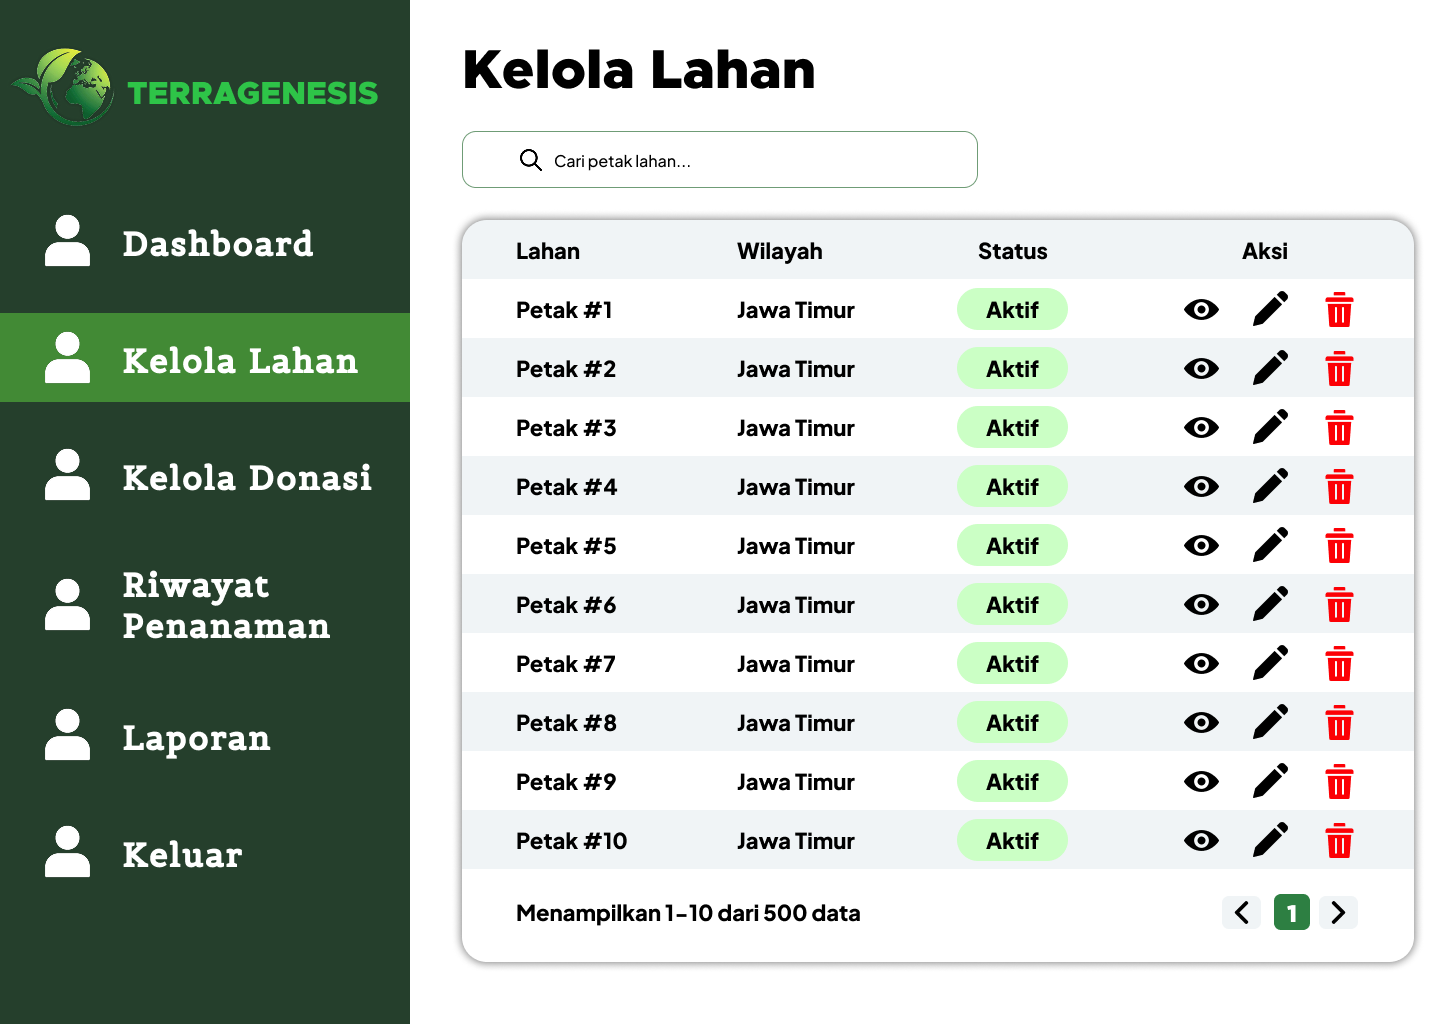 TERRAGENESIS
Dashboard
Kelola Lahan
Kelola Donasi
Riwayat
Penanaman
Laporan
Keluar
Kelola Lahan
Cari petak lahan...
Lahan Wilayah Status Aksi
Petak #1 Jawa Timur Aktif
Petak #2 Jawa Timur Aktif
Petak #3 Jawa Timur Aktif
Petak #4 Jawa Timur Aktif
Petak #5 Jawa Timur Aktif
Petak #6 Jawa Timur Aktif
Petak #7 Jawa Timur Aktif
Petak #8 Jawa Timur Aktif
Petak #9 Jawa Timur Aktif
Petak #10 Jawa Timur Aktif
Menampilkan 1-10 dari 500 data 1